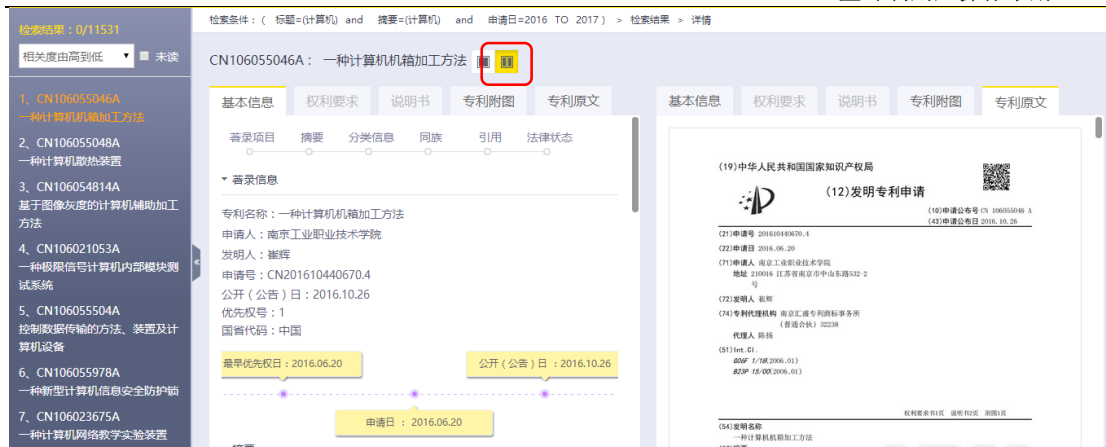 检索条件：( 标题=(计算机) and 摘要=(计算机) and 申请日=2016 TO 2017 ) > 检索结果 > 详情
检索结果：0/11531
相关度由高到低 未读
1、CN106055046A
一种计算机机箱加工方法
2、CN106055048A
一种计算机散热装置
3、CN106054814A
基于图像灰度的计算机辅助加工
方法
4、CN106021053A
一种极限信号计算机内部模块测
试系统
5、CN106055504A
控制数据传输的方法、装置及计
算机设备
6、CN106055978A
一种新型计算机信息安全防护锁
7、CN106023675A
一种计算机网络教学实验装置
CN106055046A： 一种计算机机箱加工方法
基本信息 权利要求 说明书 专利附图 专利原文
著录项目 摘要 分类信息 同族 引用 法律状态
著录信息
专利名称：一种计算机机箱加工方法
申请人：南京工业职业技术学院
发明人：崔辉
申请号：CN201610440670.4
公开（公告）日：2016.10.26
优先权号：1
国省代码：中国
最早优先权日：2016.06.20
公开（公告）日 ：2016.10.26
申请日 ： 2016.06.20
基本信息 权利要求 说明书 专利附图 专利原文
(19)中华人民共和国国家知识产权局
(12)发明专利申请
(10)申请公布号 CN 106055046 A
(43)申请公布日 2016.10.26
(21)申请号 201610440670.4
(22)申请日 2016.06.20
(71)申请人 南京工业职业技术学院
地址 210016 江苏省南京市中山东路532-2
号
(72)发明人 崔辉
(74)专利代理机构 南京汇盛专利商标事务所
(普通合伙) 32238
代理人 陈扬
(51)Int.Cl.
G06F 1/18(2006.01)
B23P 15/00(2006.01)
权利要求书1页 说明书2页 附图1页
(54)发明名称
一种计算机机箱加工方法